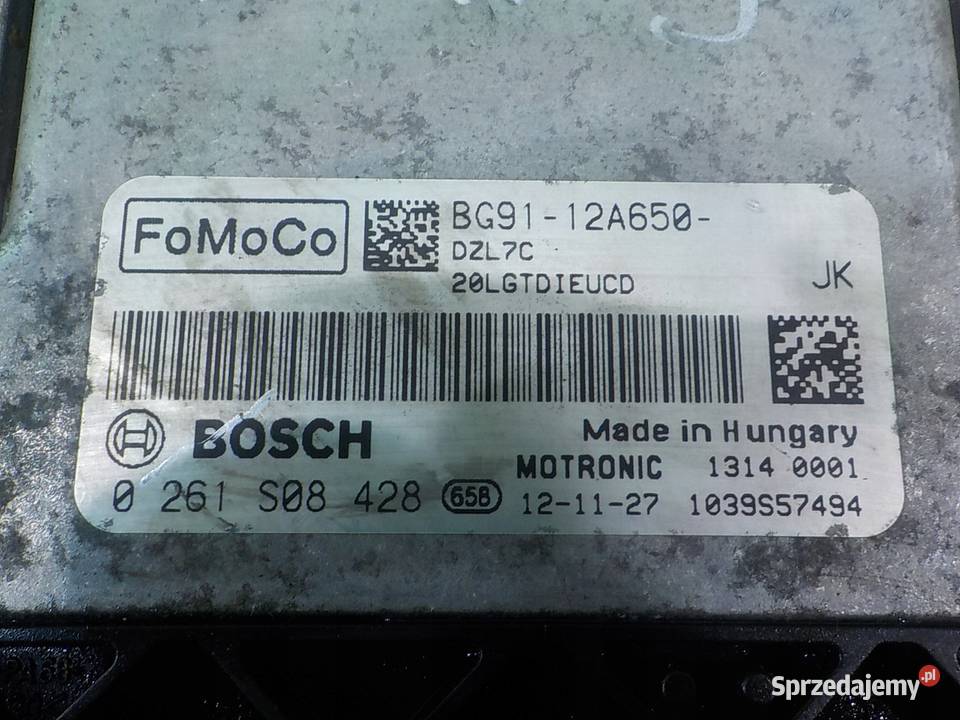 FoMoCo
BG91-12A650-
DZL7C
20LGTDIEUCD
JK
BOSCH
Made in Hungary
MOTRONIC 1314 0001
0 261 S08 428 65B 12-11-27 1039S57494
Sprzedajemy.pl